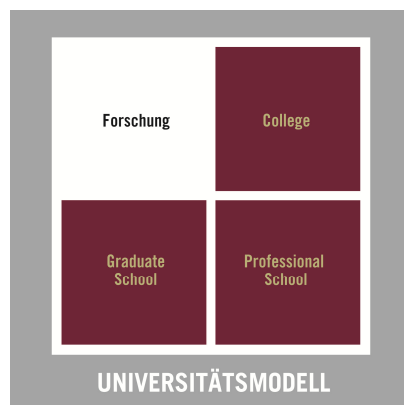 Forschung
College
Graduate
School
Professional
School
UNIVERSITÄTSMODELL